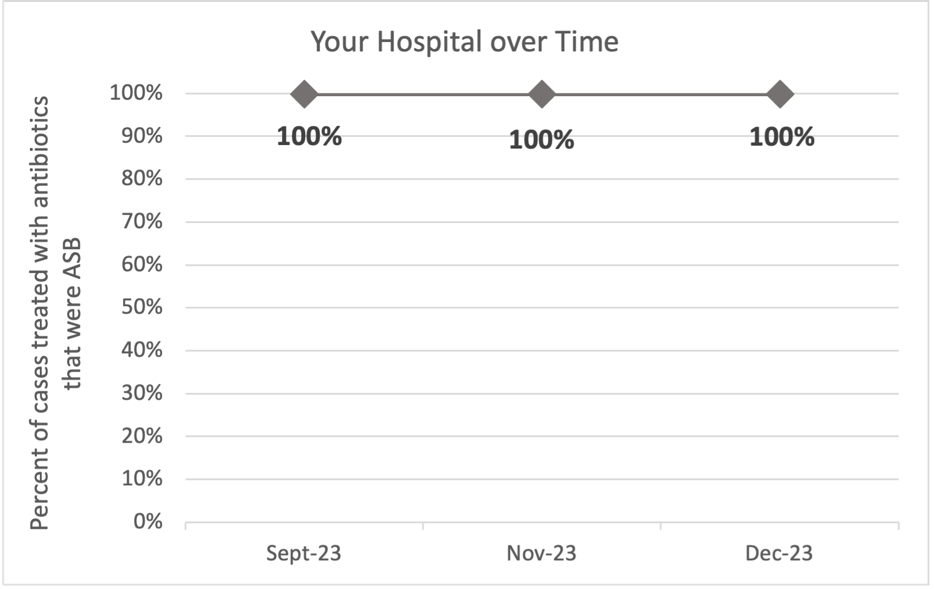 Your Hospital over Time
Percent of cases treated with antibiotics
that were ASB
100%
90%
80%
70%
60%
50%
40%
30%
20%
10%
0%
100%
100%
100%
Sept-23
Nov-23
Dec-23